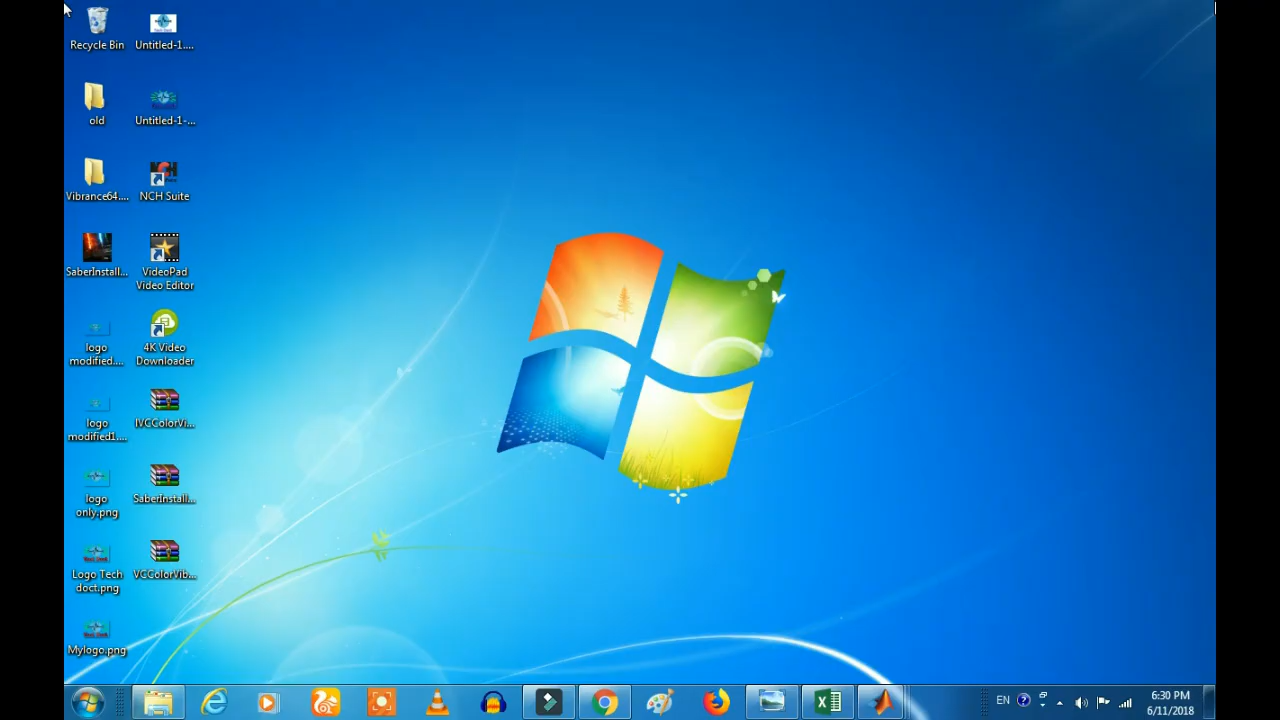 Recycle Bin
Untitled-1....
old
Untitled-1-...
Vibrance64....
NCH Suite
SaberInstall...
VideoPad
Video Editor
logo
modified....
4K Video
Downloader
logo
modified1....
IVCColorVi...
logo
only.png
SaberInstall...
Logo Tech
doct.png
VCColorVib...
Mylogo.png
EN
6:30 PM
6/11/2018